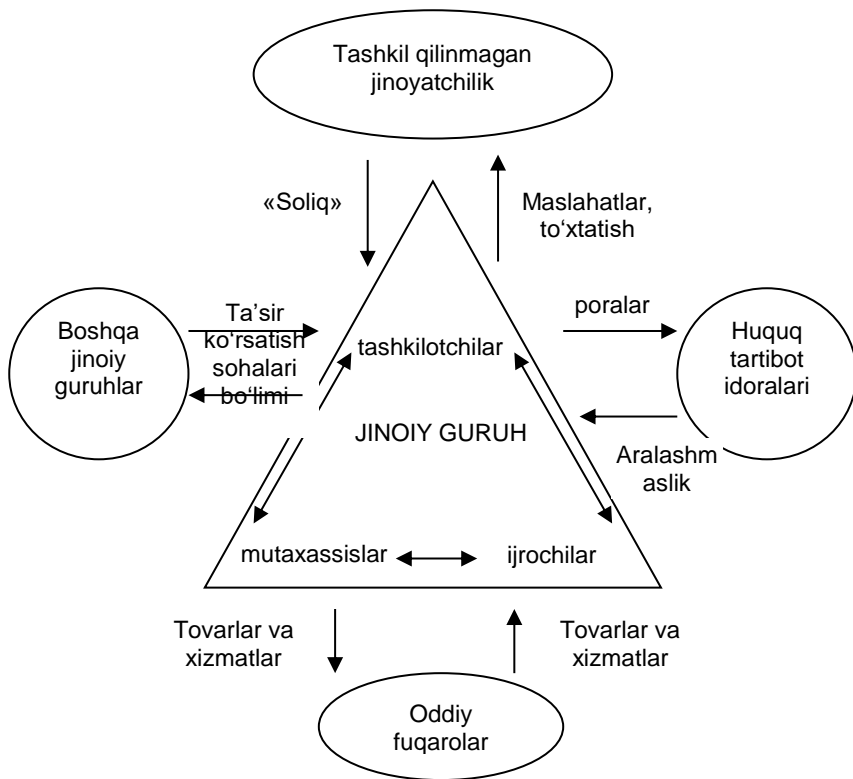 Tashkil qilinmagan
jinoyatchilik
«Soliq»
Maslahatlar,
to‘xtatish
Boshqa
jinoiy
guruhlar
Ta’sir
ko‘rsatish
sohalari
bo‘limi
tashkilotchilar
poralar
Huquq
tartibot
idoralari
JINOIY GURUH
Aralashm
aslik
mutaxassislar
ijrochilar
Tovarlar va
xizmatlar
Tovarlar va
xizmatlar
Oddiy
fuqarolar